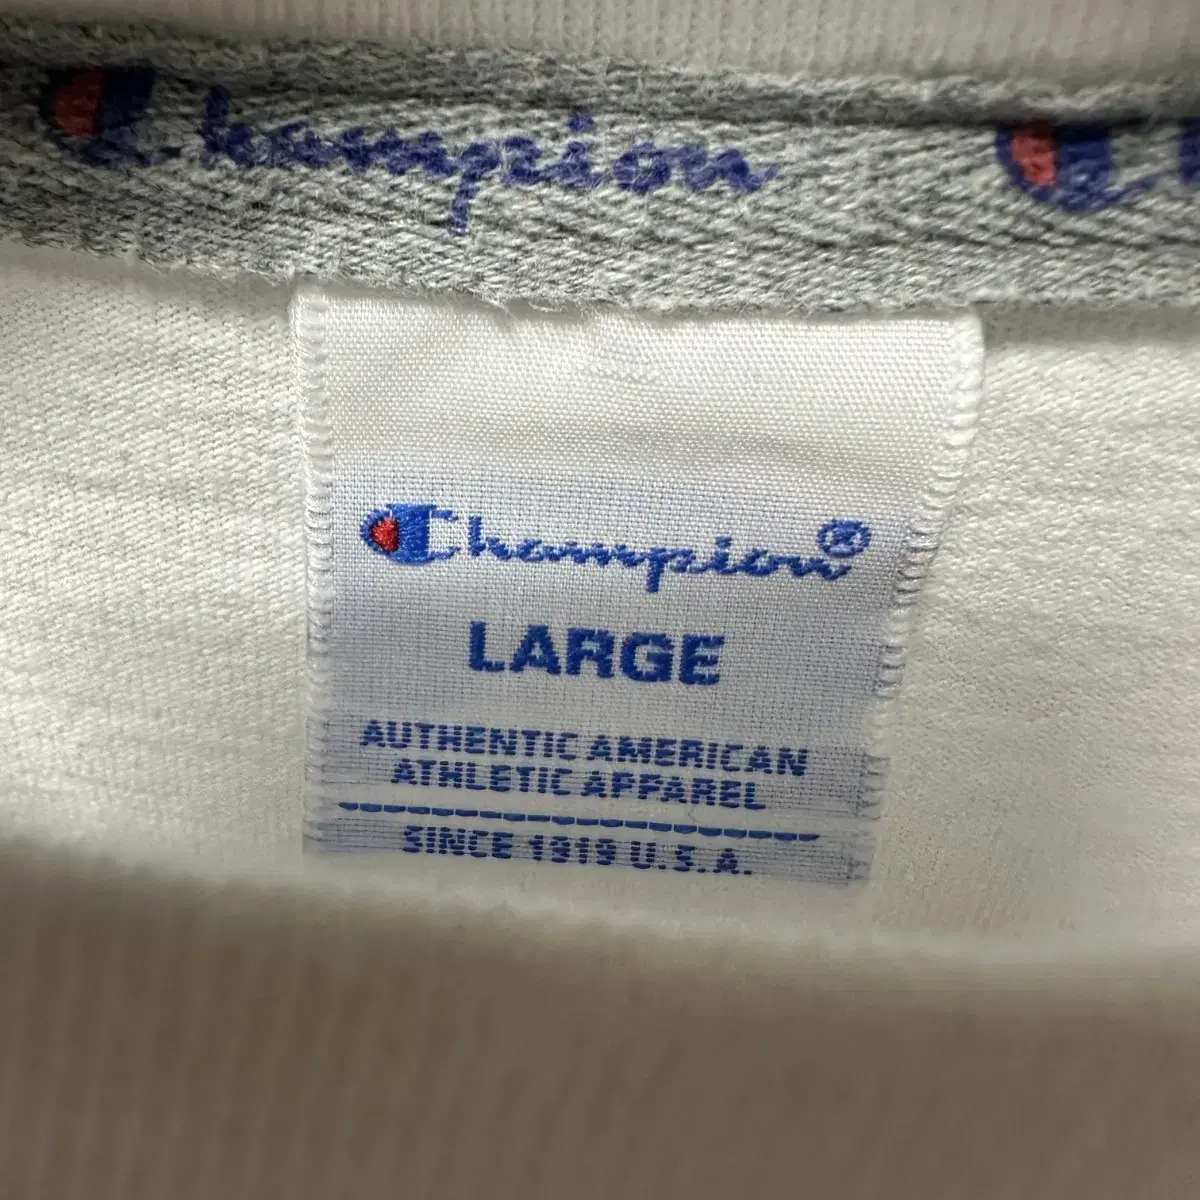 Champion C
Champion®
LARGE
AUTHENTIC AMERICAN
ATHLETIC APPAREL
SINCE 1919 U.S.A.